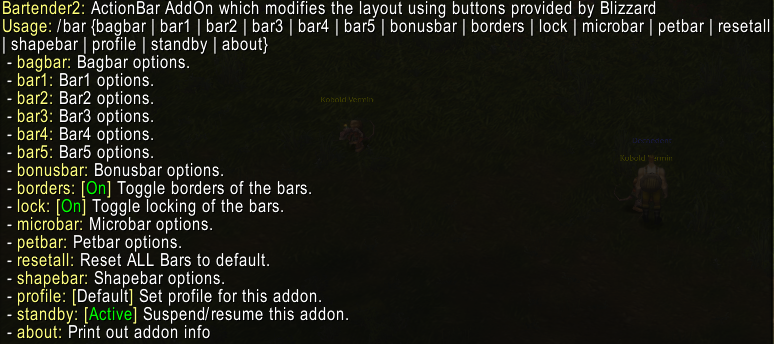 Bartender2: ActionBar AddOn which modifies the layout using buttons provided by Blizzard
Usage: /bar {bagbar | bar1 | bar2 | bar3 | bar4 | bar5 | bonusbar | borders | lock | microbar | petbar | resetall
| shapebar | profile | standby | about}
- bagbar: Bagbar options.
- bar1: Bar1 options.
- bar2: Bar2 options.
- bar3: Bar3 options.
Kobold Vermin
- bar4: Bar4 options.
- bar5: Bar5 options.
Kobold Vermin
- bonusbar: Bonusbar options.
- borders: [On] Toggle borders of the bars.
- lock: [On] Toggle locking of the bars.
- microbar: Microbar options.
- petbar: Petbar options.
- resetall: Reset ALL Bars to default.
- shapebar: Shapebar options.
- profile: [Default] Set profile for this addon.
- standby: [Active] Suspend/resume this addon.
- about: Print out addon info